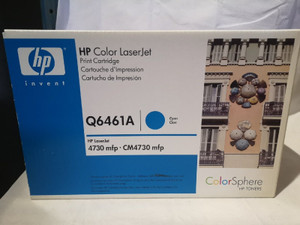 hp
invent
HP Color LaserJet
Print Cartridge
Cartouche d'Impression
Cartucho de Impresión
Q6461A
Cyan
HP LaserJet
4730 mfp · CM4730 mfp
ColorSphere
HP TONER